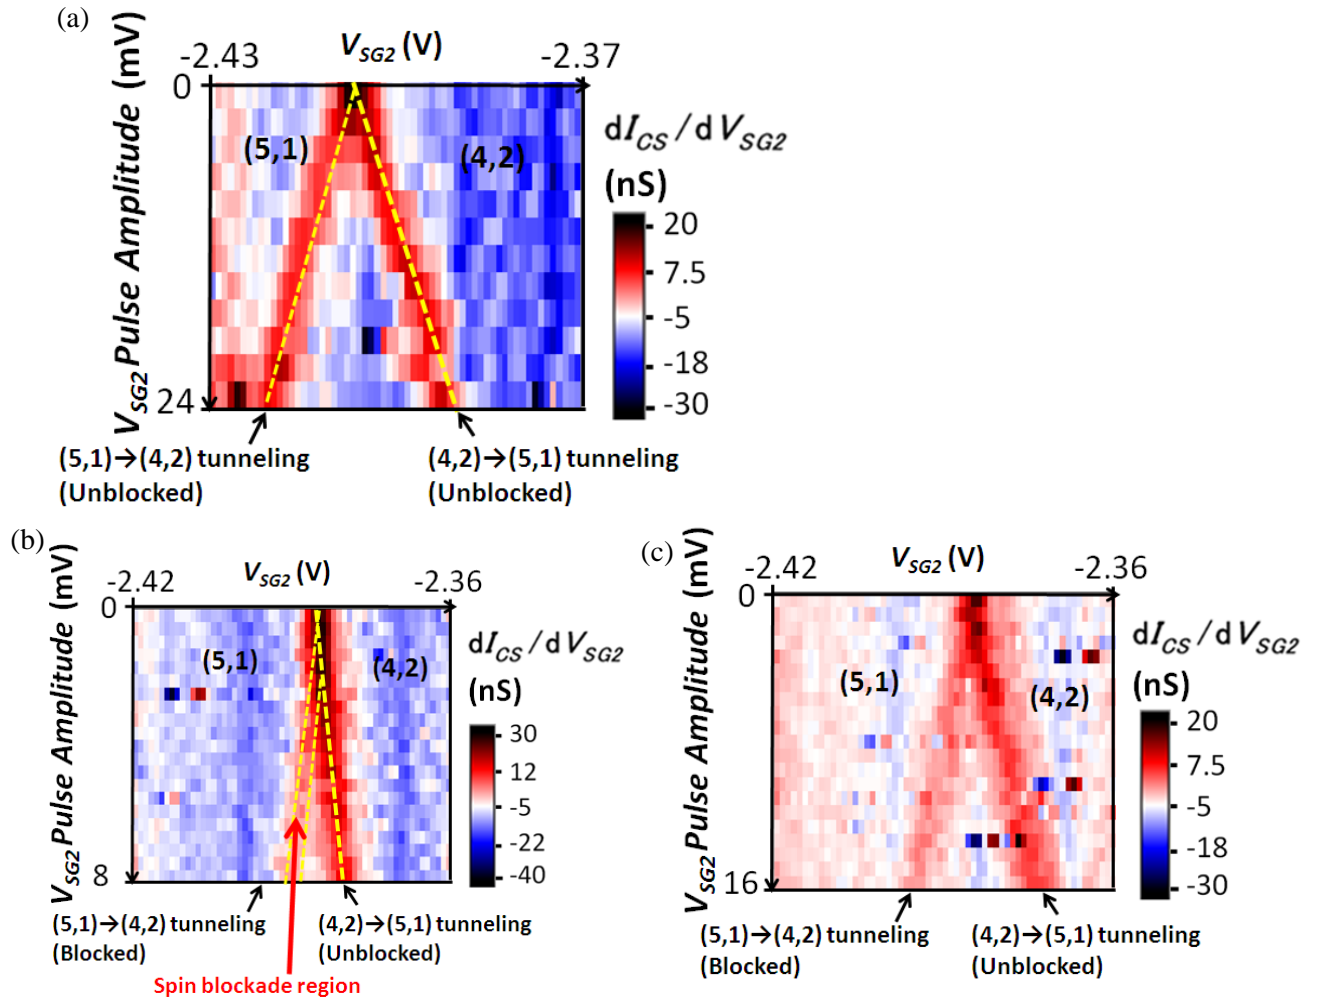 (a)
V_SG2 (V)
-2.43
-2.37
V_SG2 Pulse Amplitude (mV)
0
24
(5,1)
(4,2)
dI_CS/dV_SG2
(nS)
20
7.5
-5
-18
-30
(5,1)→(4,2) tunneling
(Unblocked)
(4,2)→(5,1) tunneling
(Unblocked)
(b)
V_SG2 (V)
-2.42
-2.36
V_SG2 Pulse Amplitude (mV)
0
8
(5,1)
(4,2)
dI_CS/dV_SG2
(nS)
30
12
-5
-22
-40
(5,1)→(4,2) tunneling
(Blocked)
(4,2)→(5,1) tunneling
(Unblocked)
Spin blockade region
(c)
V_SG2 (V)
-2.42
-2.36
V_SG2 Pulse Amplitude (mV)
0
16
(5,1)
(4,2)
dI_CS/dV_SG2
(nS)
20
7.5
-5
-18
-30
(5,1)→(4,2) tunneling
(Blocked)
(4,2)→(5,1) tunneling
(Unblocked)